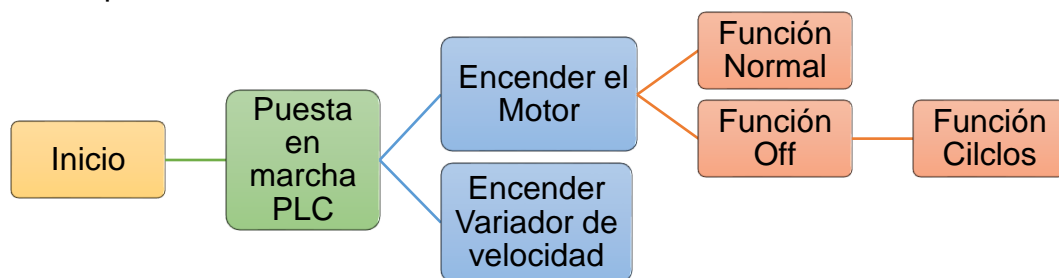 Inicio
Puesta
en
marcha
PLC
Encender el
Motor
Encender
Variador de
velocidad
Función
Normal
Función
Off
Función
Cilclos